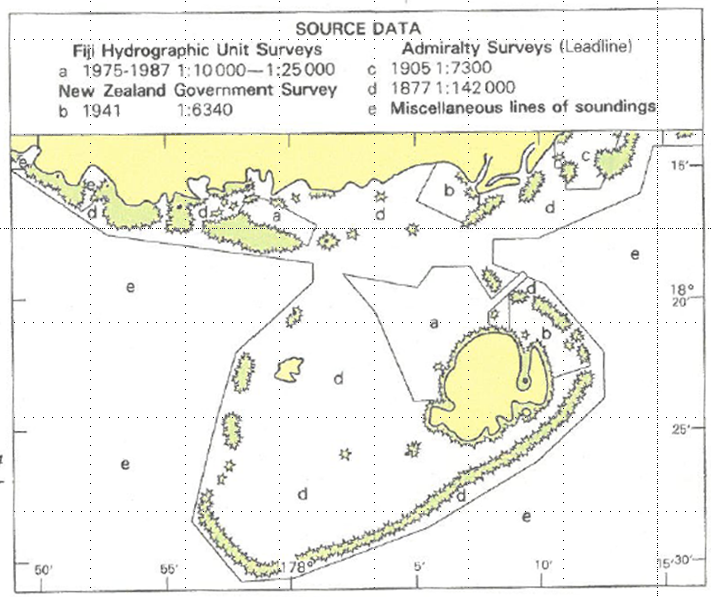 SOURCE DATA
Fiji Hydrographic Unit Surveys
a 1975-1987 1:10 000—1:25 000
New Zealand Government Survey
b 1941 1:6340
Admiralty Surveys (Leadline)
c 1905 1:7300
d 1877 1:142 000
e Miscellaneous lines of soundings
e
e
d
d
a
d
b
b
c
d
15′
e
e
d
18°
20′
a
b
d
25′
e
d
d
e
50′
55′
178°
5′
10′
15′
30′